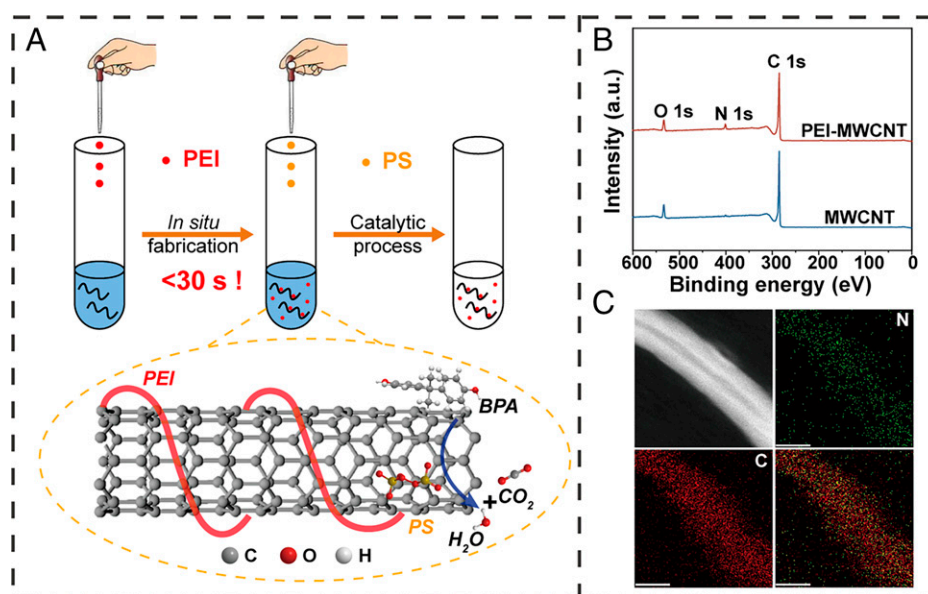 A
PEI
PS
In situ
fabrication
<30 s !
Catalytic
process
PEI
BPA
PS
+
CO2
H2O
C
O
H
B
Intensity (a.u.)
O 1s
N 1s
C 1s
PEI-MWCNT
MWCNT
600 500 400 300 200 100 0
Binding energy (eV)
C
N
C